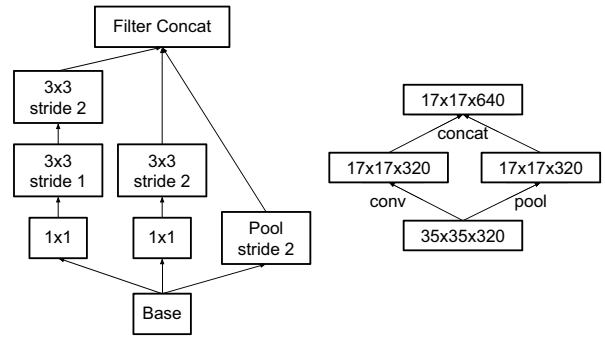 Filter Concat
3x3
stride 2
3x3
stride 1
3x3
stride 2
1x1
1x1
Pool
stride 2
Base
17x17x640
concat
17x17x320
17x17x320
conv
pool
35x35x320